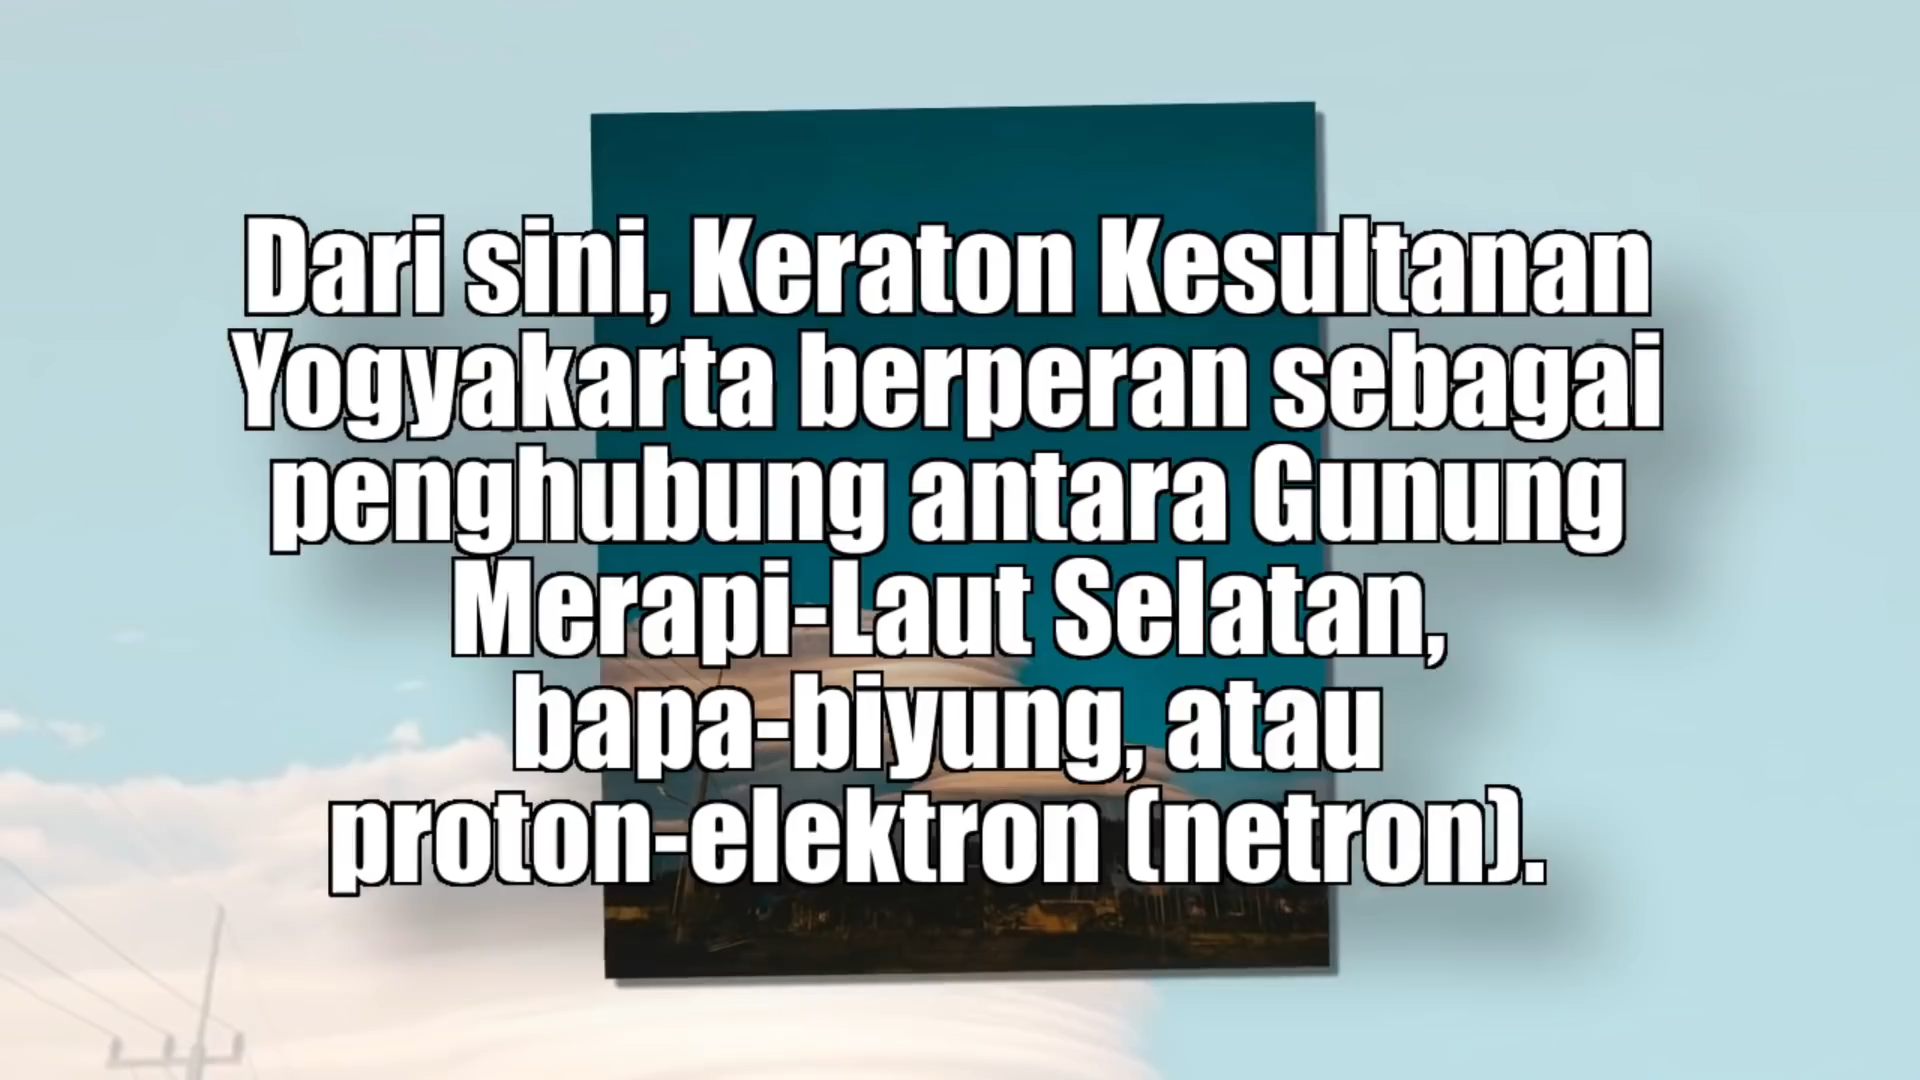 Dari sini, Keraton Kesultanan
Yogyakarta berperan sebagai
penghubung antara Gunung
Merapi-Laut Selatan,
bapa-biyung, atau
proton-elektron (netron).